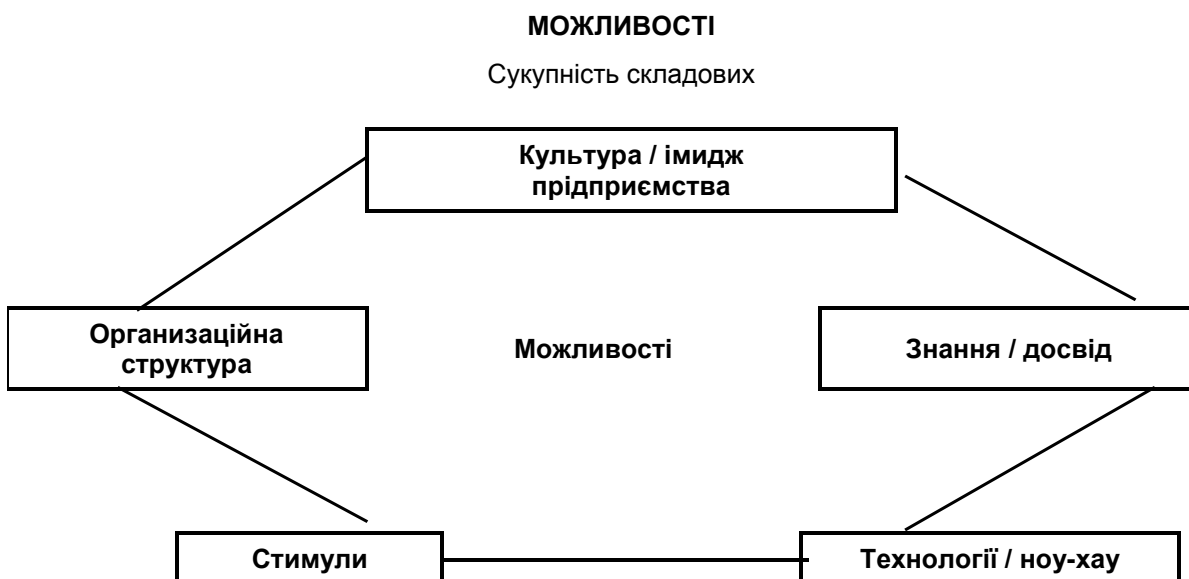 МОЖЛИВОСТІ
Сукупність складових
Культура / імидж
прідприємства
Организаційна
структура
Можливості
Знання / досвід
Стимули
Технології / ноу-хау